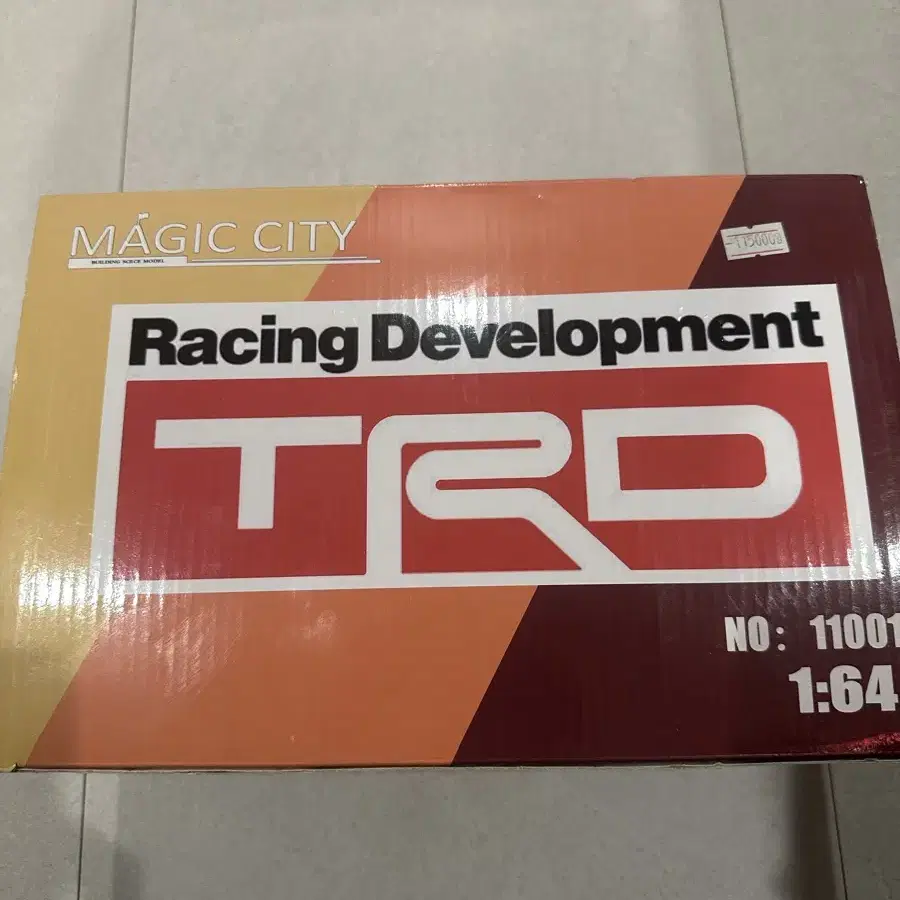 MAGIC CITY
Racing Development
TRD
NO: 11001
1:64